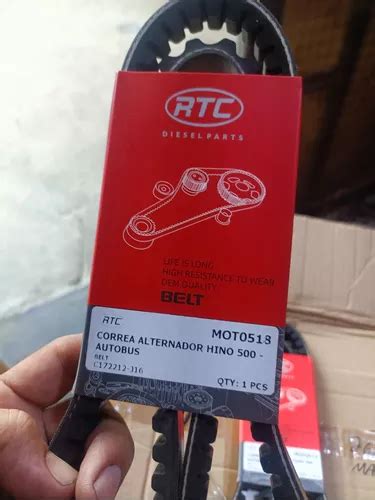 RTC
DIESEL PARTS
LIFE IS LONG
HIGH RESISTANCE TO WEAR
OEM QUALITY
BELT
RTC
MOT0518
CORREA ALTERNADOR HINO 500 -
AUTOBUS
BELT
C172212-J16
QTY: 1 PCS